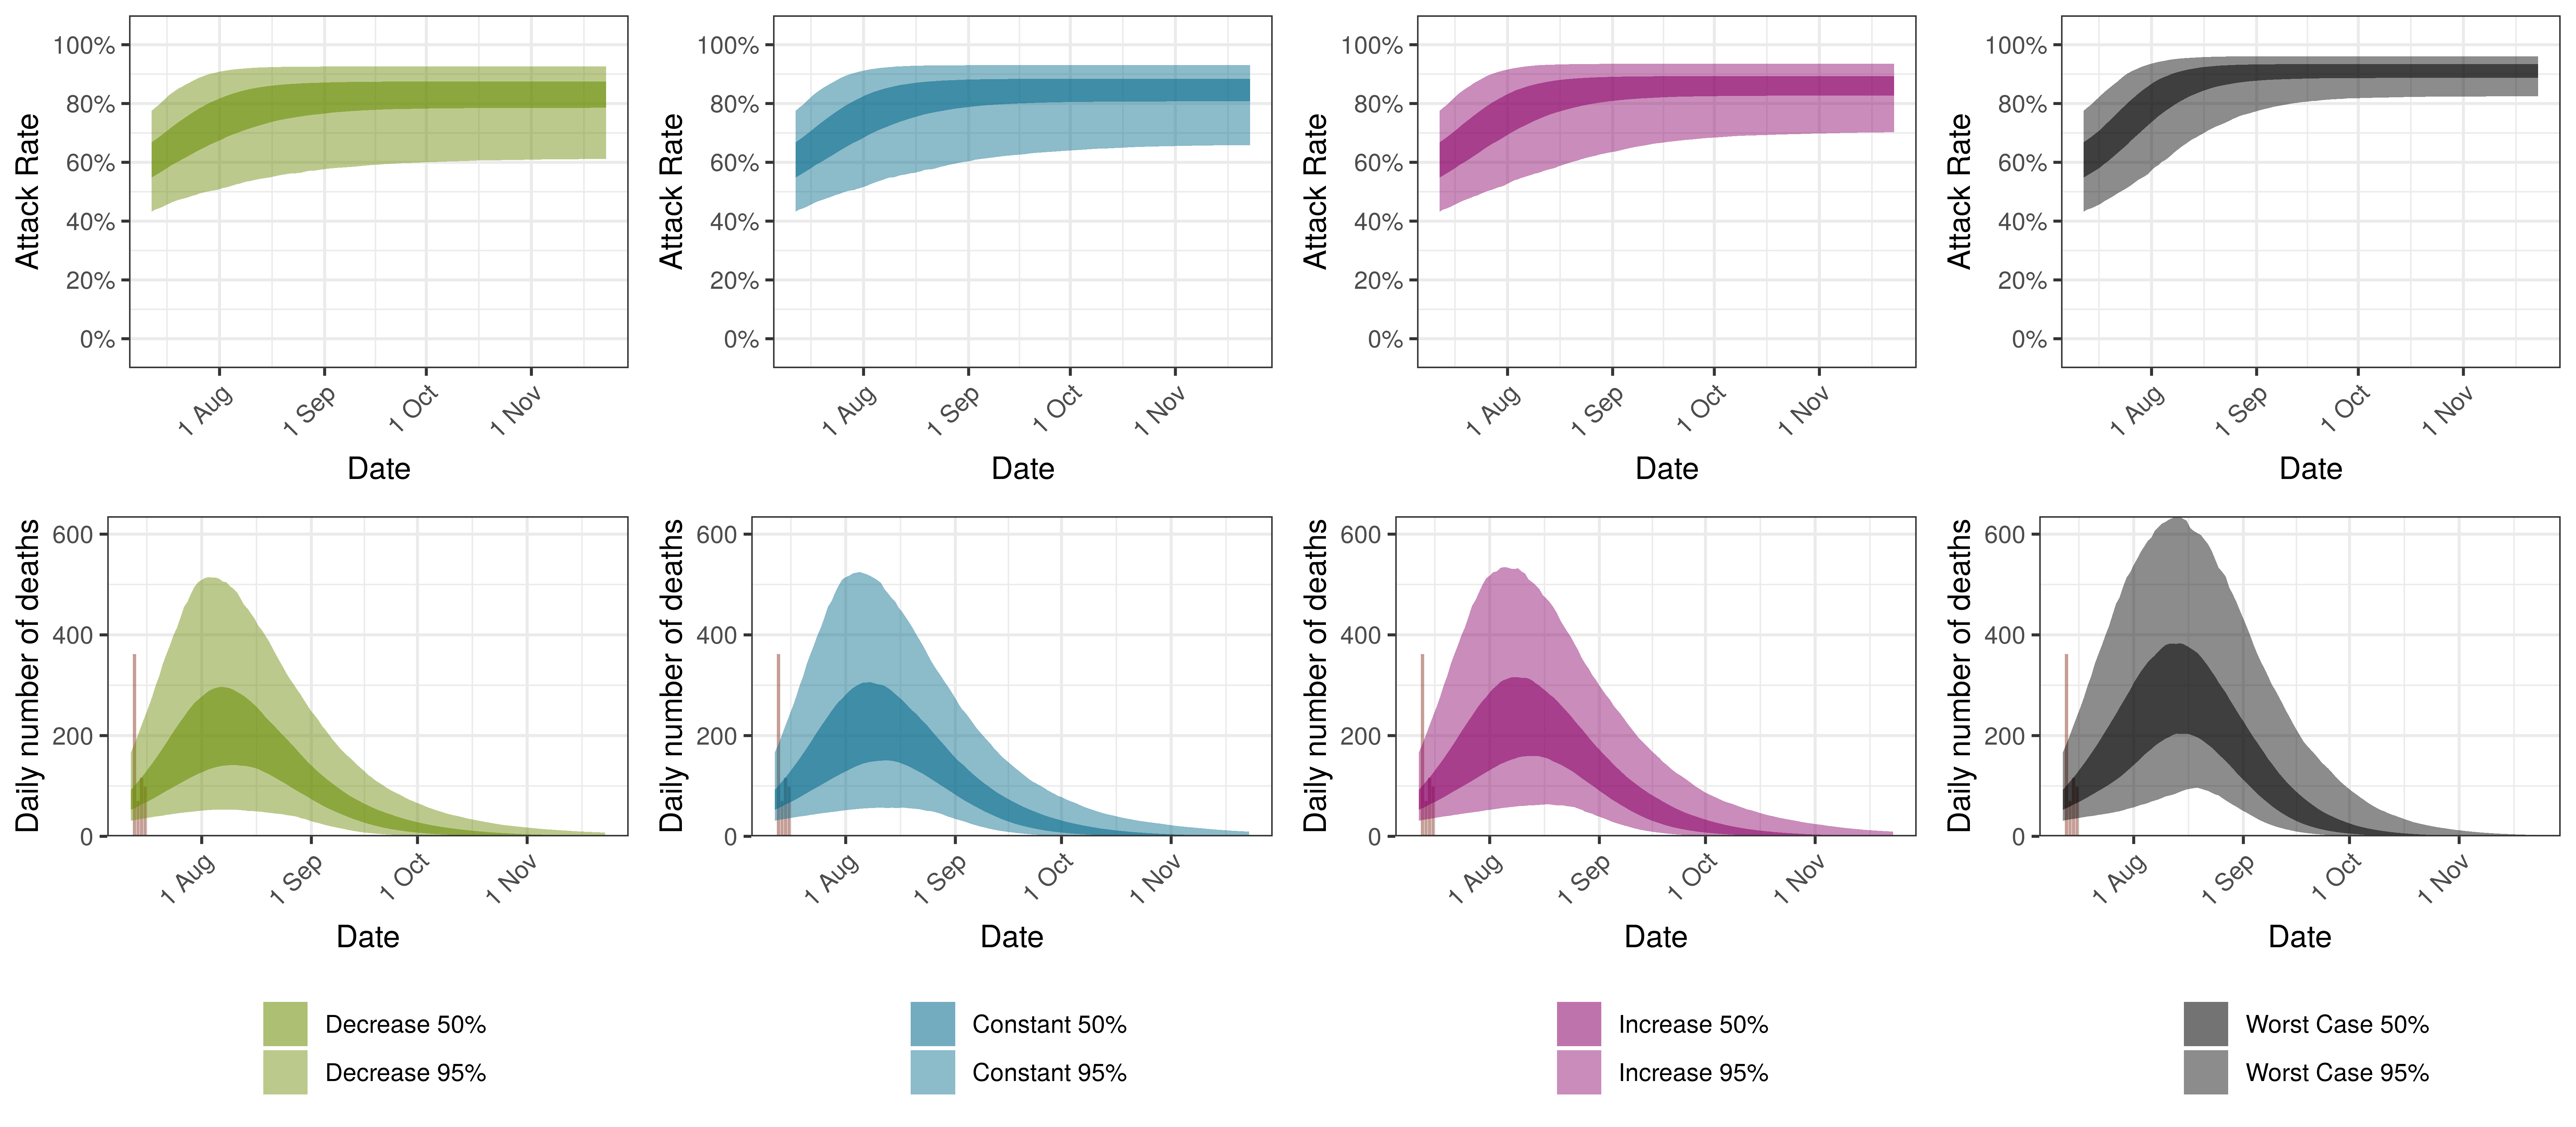 Attack Rate
100%
80%
60%
40%
20%
0%
1 Aug
1 Sep
1 Oct
1 Nov
Date
Attack Rate
100%
80%
60%
40%
20%
0%
1 Aug
1 Sep
1 Oct
1 Nov
Date
Attack Rate
100%
80%
60%
40%
20%
0%
1 Aug
1 Sep
1 Oct
1 Nov
Date
Attack Rate
100%
80%
60%
40%
20%
0%
1 Aug
1 Sep
1 Oct
1 Nov
Date
Daily number of deaths
600
400
200
0
1 Aug
1 Sep
1 Oct
1 Nov
Date
Daily number of deaths
600
400
200
0
1 Aug
1 Sep
1 Oct
1 Nov
Date
Daily number of deaths
600
400
200
0
1 Aug
1 Sep
1 Oct
1 Nov
Date
Daily number of deaths
600
400
200
0
1 Aug
1 Sep
1 Oct
1 Nov
Date
Decrease 50%
Decrease 95%
Constant 50%
Constant 95%
Increase 50%
Increase 95%
Worst Case 50%
Worst Case 95%